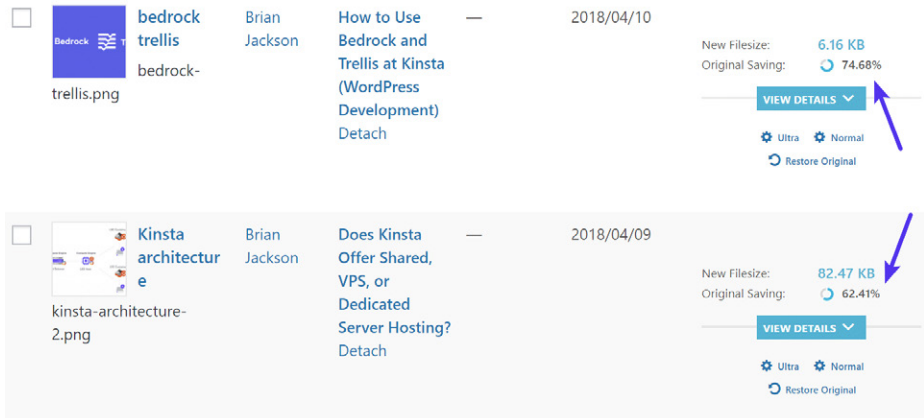 bedrock
trellis
bedrock-
trellis.png
Brian
Jackson
How to Use
Bedrock and
Trellis at Kinsta
(WordPress
Development)
Detach
—
2018/04/10
New Filesize: 6.16 KB
Original Saving: 74.68%
VIEW DETAILS
Ultra Normal
Restore Original
Bedrock
Kinsta
architectur
e
kinsta-architecture-
2.png
Brian
Jackson
Does Kinsta
Offer Shared,
VPS, or
Dedicated
Server Hosting?
Detach
—
2018/04/09
New Filesize: 82.47 KB
Original Saving: 62.41%
VIEW DETAILS
Ultra Normal
Restore Original